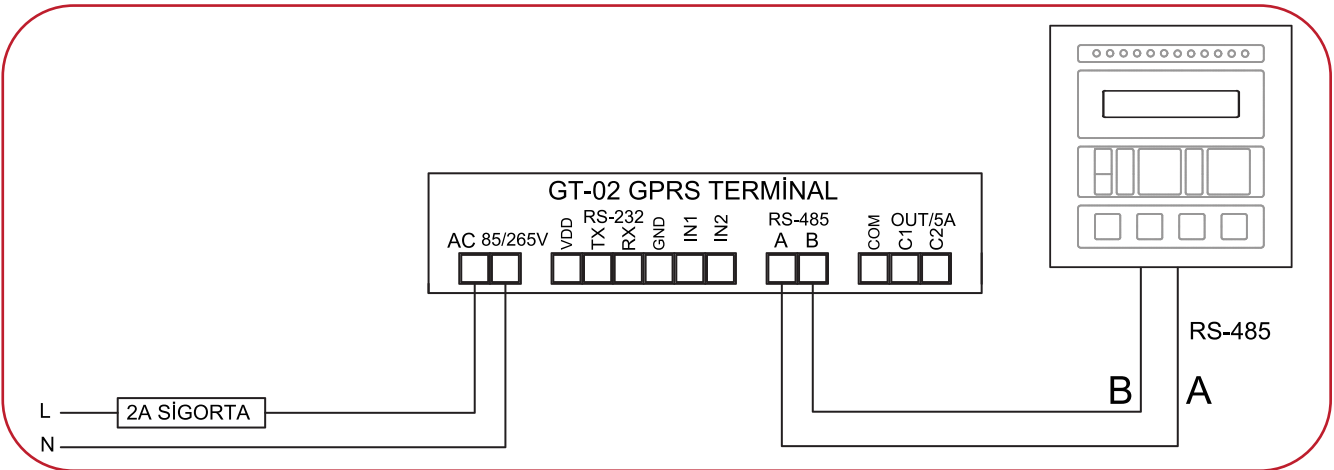 GT-02 GPRS TERMİNAL
AC 85/265V
VDD
RS-232
TX
RX
GND
IN1
IN2
RS-485
A B
COM
OUT/5A
C1
C2
RS-485
B A
L
2A SİGORTA
N